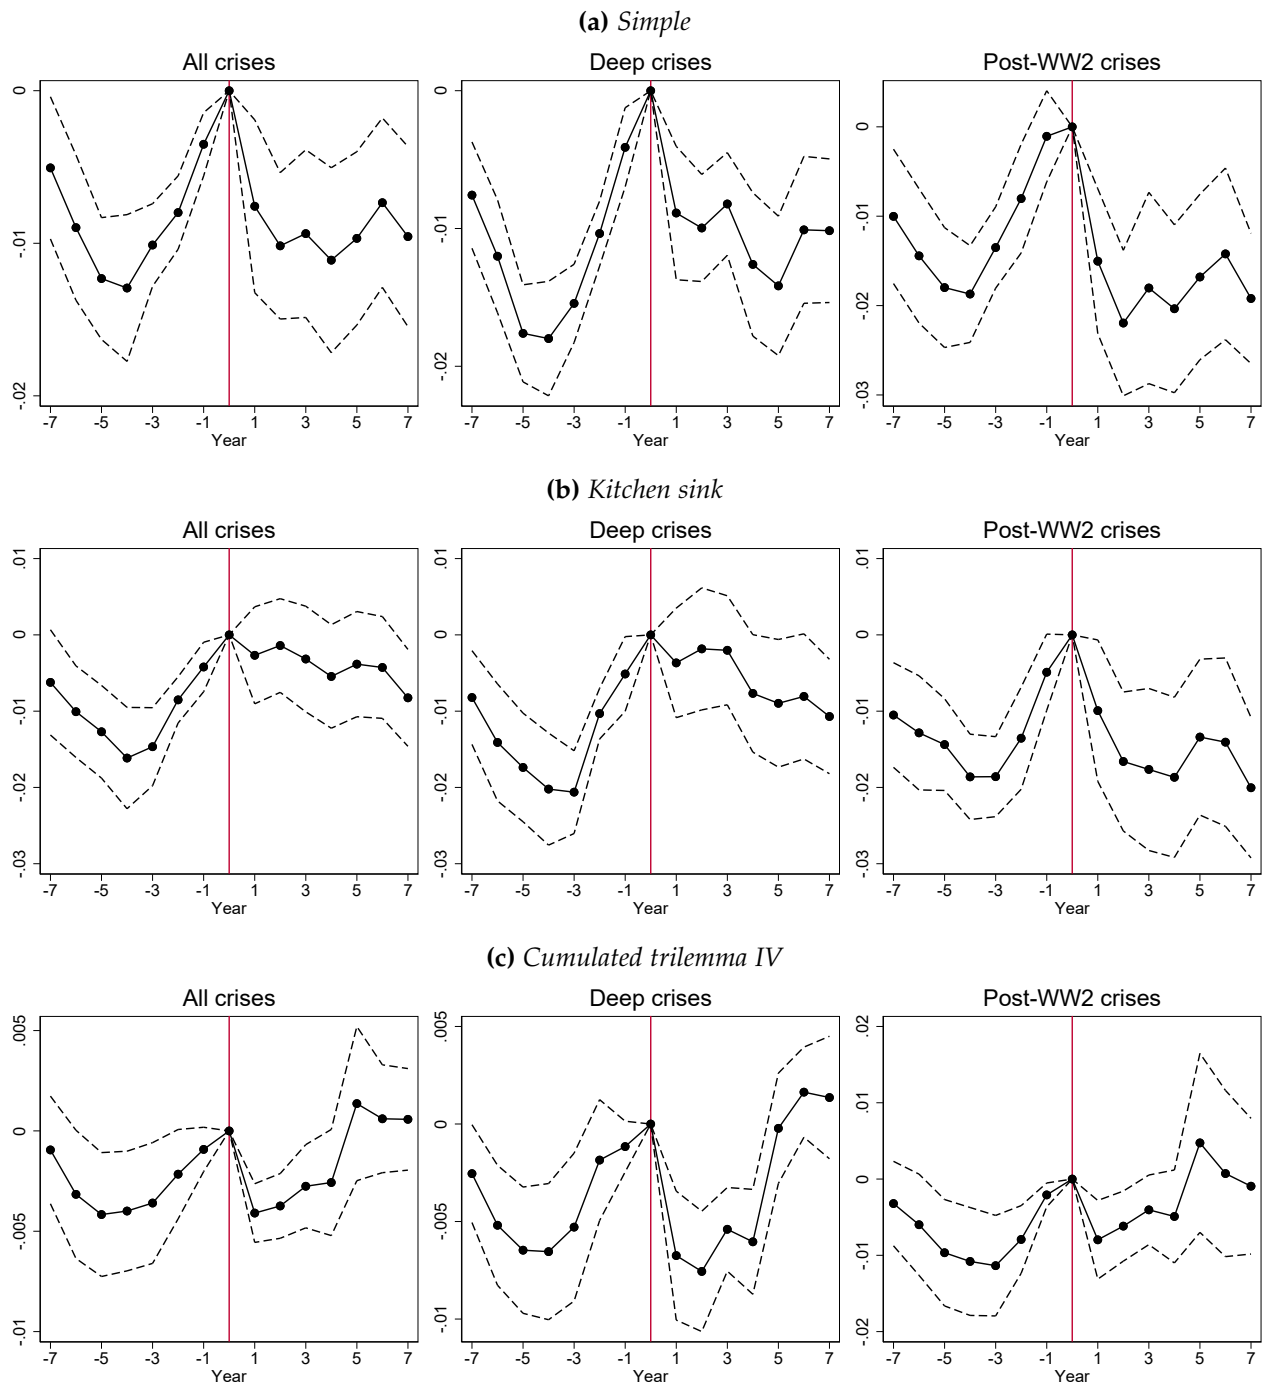 (a) Simple
All crises
Deep crises
Post-WW2 crises
0
-.01
-.02
-7 -5 -3 -1 1 3 5 7
Year
0
-.01
-.02
-7 -5 -3 -1 1 3 5 7
Year
0
-.01
-.02
-.03
-7 -5 -3 -1 1 3 5 7
Year
(b) Kitchen sink
All crises
Deep crises
Post-WW2 crises
.01
0
-.01
-.02
-.03
-7 -5 -3 -1 1 3 5 7
Year
.01
0
-.01
-.02
-.03
-7 -5 -3 -1 1 3 5 7
Year
.01
0
-.01
-.02
-.03
-7 -5 -3 -1 1 3 5 7
Year
(c) Cumulated trilemma IV
All crises
Deep crises
Post-WW2 crises
.005
0
-.005
-.01
-7 -5 -3 -1 1 3 5 7
Year
.005
0
-.005
-.01
-7 -5 -3 -1 1 3 5 7
Year
.02
.01
0
-.01
-.02
-7 -5 -3 -1 1 3 5 7
Year